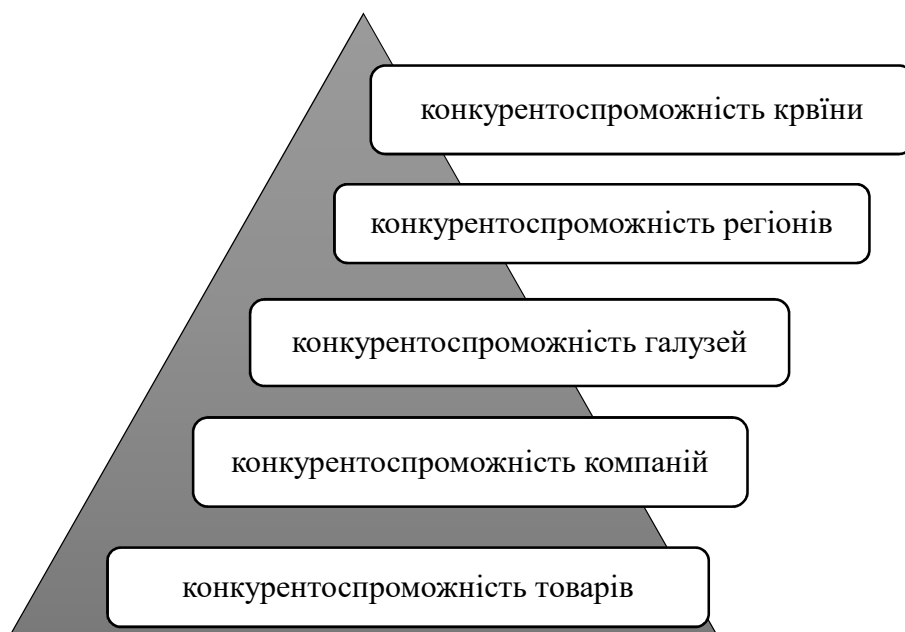 конкурентоспроможність крвїни
конкурентоспроможність регіонів
конкурентоспроможність галузей
конкурентоспроможність компаній
конкурентоспроможність товарів